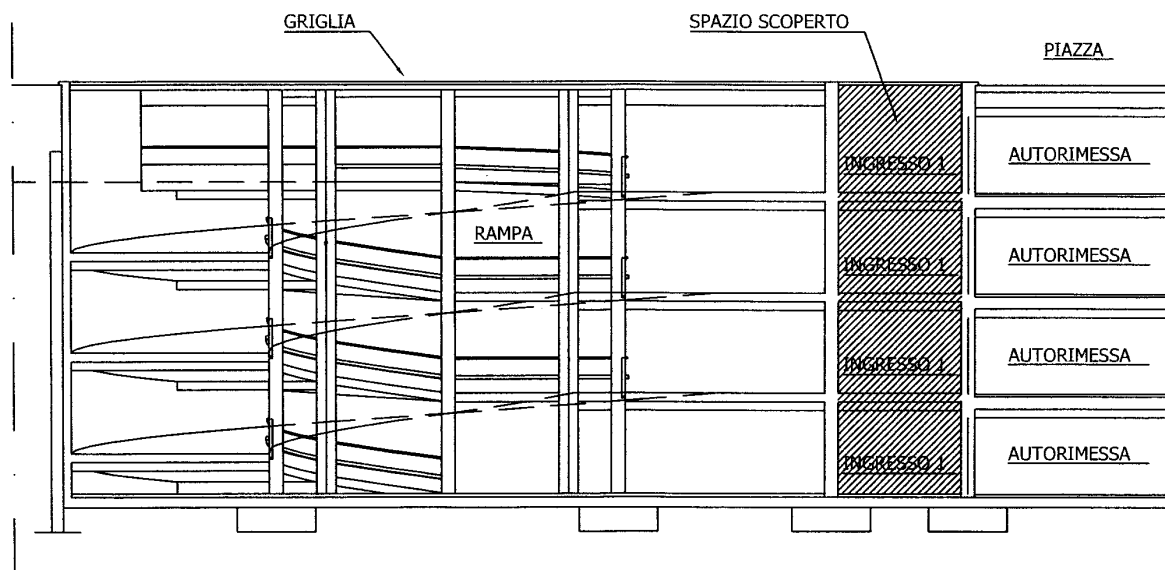 GRIGLIA
SPAZIO SCOPERTO
PIAZZA
INGRESSO 1
AUTORIMESSA
RAMPA
INGRESSO 1
AUTORIMESSA
INGRESSO 1
AUTORIMESSA
INGRESSO 1
AUTORIMESSA